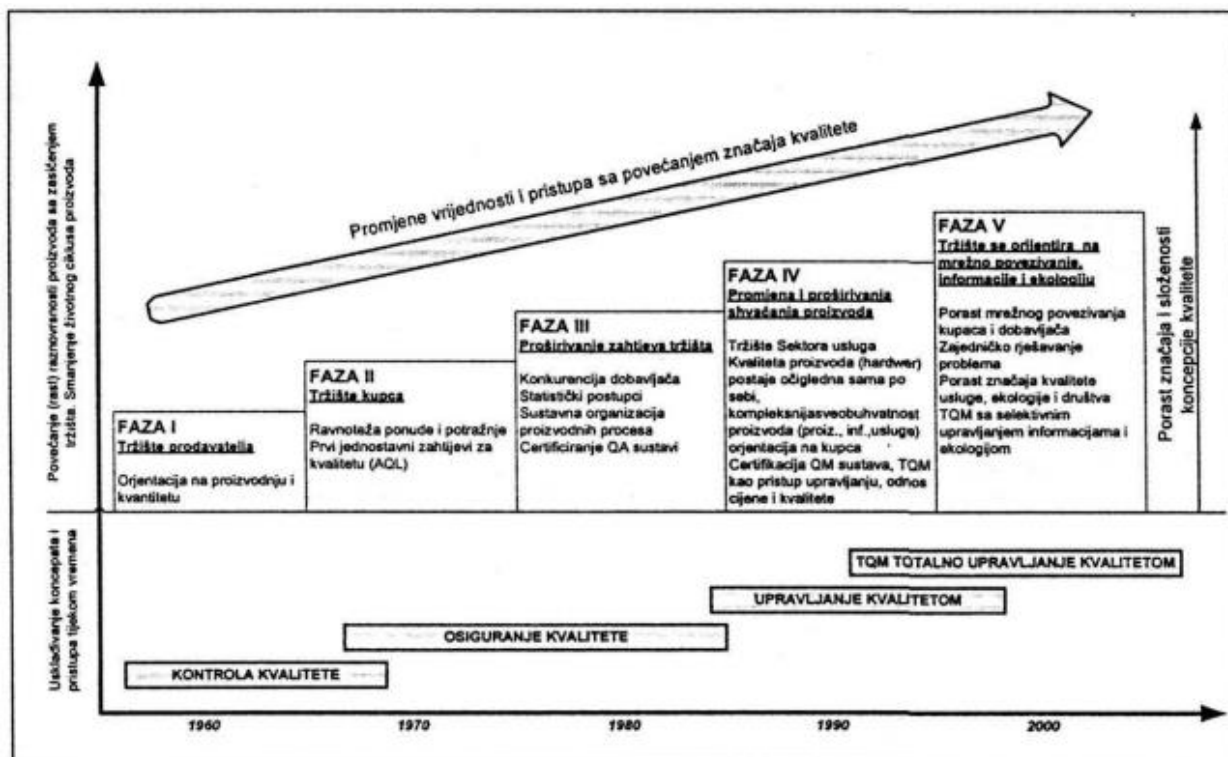 Povećanje (rast) raznovrsnosti proizvoda sa zasićenjem
tržišta. Smanjenje životnog ciklusa proizvoda
Promjene vrijednosti i pristupa sa povećanjem značaja kvalitete
FAZA I
Tržište prodavatelja
Orjentacija na proizvodnju i
kvantitetu
FAZA II
Tržište kupca
Ravnoteža ponude i potražnje
Prvi jednostavni zahtijevi za
kvalitetu (AQL)
FAZA III
Proširivanje zahtjeva tržišta
Konkurencija dobavljača
Statistički postupci
Sustavna organizacija
proizvodnih procesa
Certificiranje QA sustavi
FAZA IV
Promjena i proširivanja
shvaćanja proizvoda
Tržište Sektora usluga
Kvaliteta proizvoda (hardwer)
postaje očigledna sama po
sebi,
kompleksnijasveobuhvatnost
proizvoda (proiz., inf.,usluge)
orjentacija na kupca
Certifikacija QM sustava, TQM
kao pristup upravljanju, odnos
cijene i kvalitete
FAZA V
Tržište se orijentira na
mrežno povezivanje,
informacije i ekologiju
Porast mrežnog povezivanja
kupaca i dobavljača
Zajedničko rješavanje
problema
Porast značaja kvalitete
usluge, ekologije i društva
TQM sa selektivnim
upravljanjem informacijama i
ekologijom
Porast značaja i složenosti
koncepcije kvalitete
Usklađivanje koncepata i
pristupa tijekom vremena
TQM TOTALNO UPRAVLJANJE KVALITETOM
UPRAVLJANJE KVALITETOM
OSIGURANJE KVALITETE
KONTROLA KVALITETE
1960
1970
1980
1990
2000